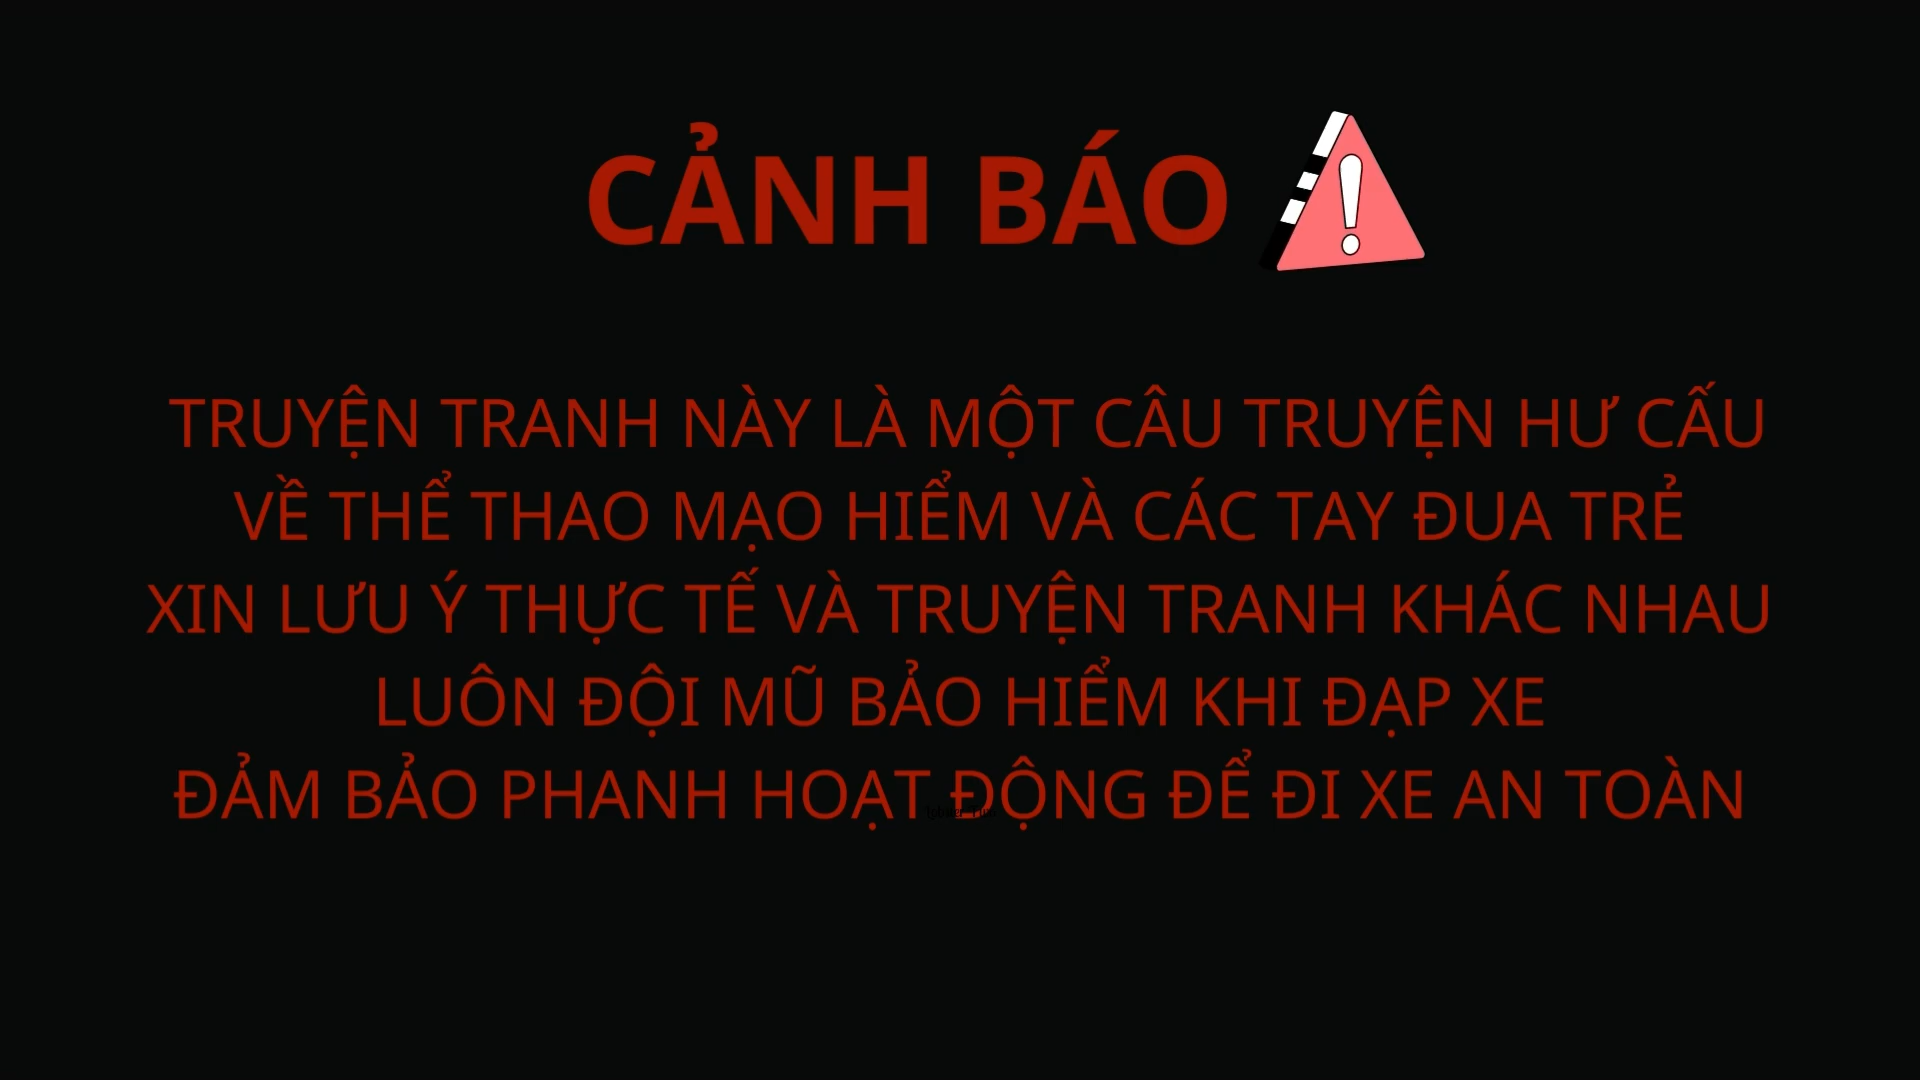 CẢNH BÁO
TRUYỆN TRANH NÀY LÀ MỘT CÂU TRUYỆN HƯ CẤU
VỀ THỂ THAO MẠO HIỂM VÀ CÁC TAY ĐUA TRẺ
XIN LƯU Ý THỰC TẾ VÀ TRUYỆN TRANH KHÁC NHAU
LUÔN ĐỘI MŨ BẢO HIỂM KHI ĐẠP XE
ĐẢM BẢO PHANH HOẠT ĐỘNG ĐỂ ĐI XE AN TOÀN